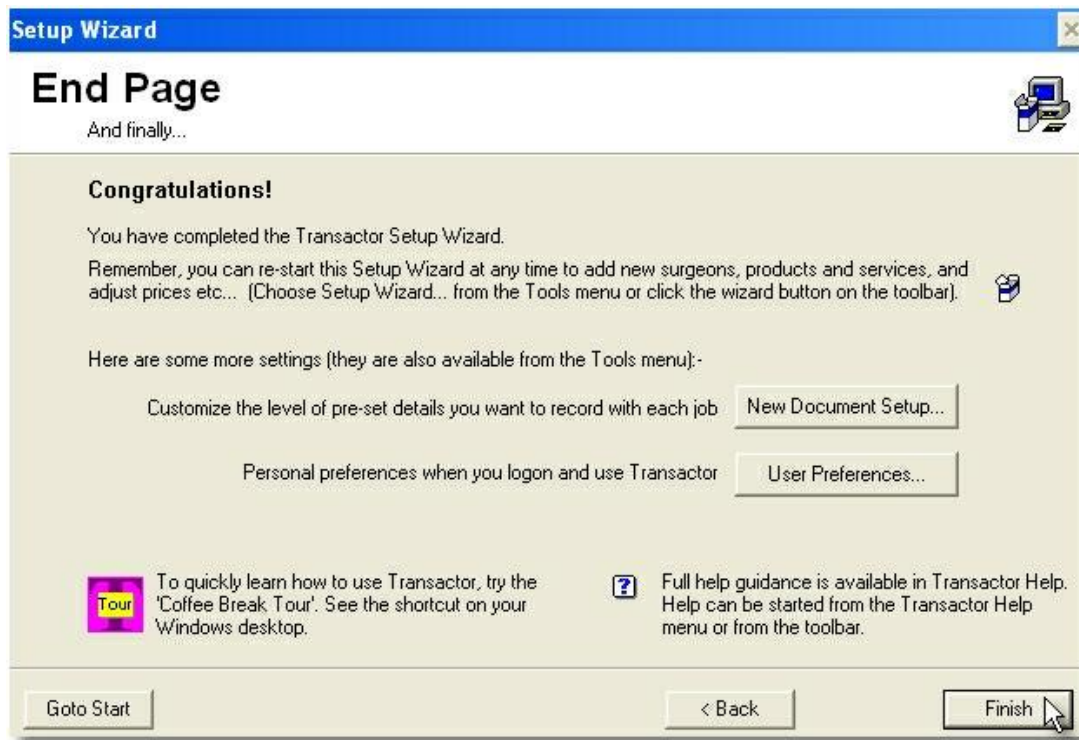 Setup Wizard
End Page
And finally...
Congratulations!
You have completed the Transactor Setup Wizard.
Remember, you can re-start this Setup Wizard at any time to add new surgeons, products and services, and
adjust prices etc... (Choose Setup Wizard... from the Tools menu or click the wizard button on the toolbar).
Here are some more settings (they are also available from the Tools menu):-
Customize the level of pre-set details you want to record with each job
New Document Setup...
Personal preferences when you logon and use Transactor
User Preferences...
Tour
To quickly learn how to use Transactor, try the
'Coffee Break Tour'. See the shortcut on your
Windows desktop.
?
Full help guidance is available in Transactor Help.
Help can be started from the Transactor Help
menu or from the toolbar.
Goto Start
< Back
Finish